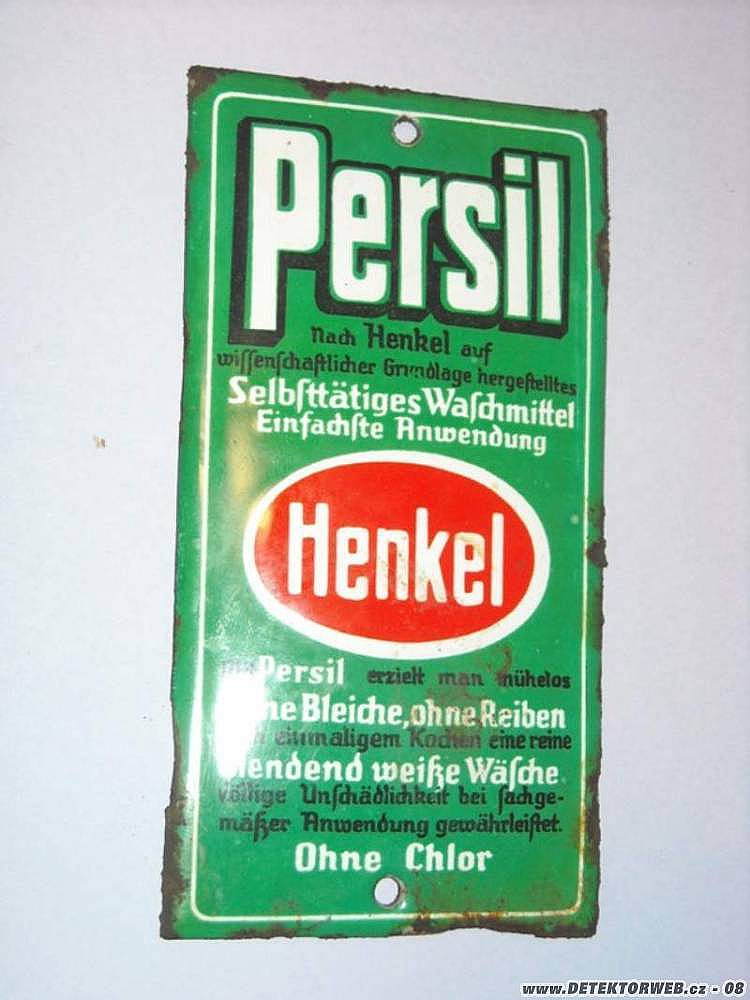 Persil
Nach Henkel auf
wiſſenſchaftlicher Grundlage hergeſtelltes
Selbſttätiges Waſchmittel
Einfachſte Anwendung
Henkel
Persil erzielt man mühelos
Bleiche, ohne Reiben
einmaligem Kochen eine reine
weiße Wäſche
völlige Unſchädlichkeit bei ſachge-
mäßer Anwendung gewährleiſtet.
Ohne Chlor
www.DETEKTORWEB.cz - 08